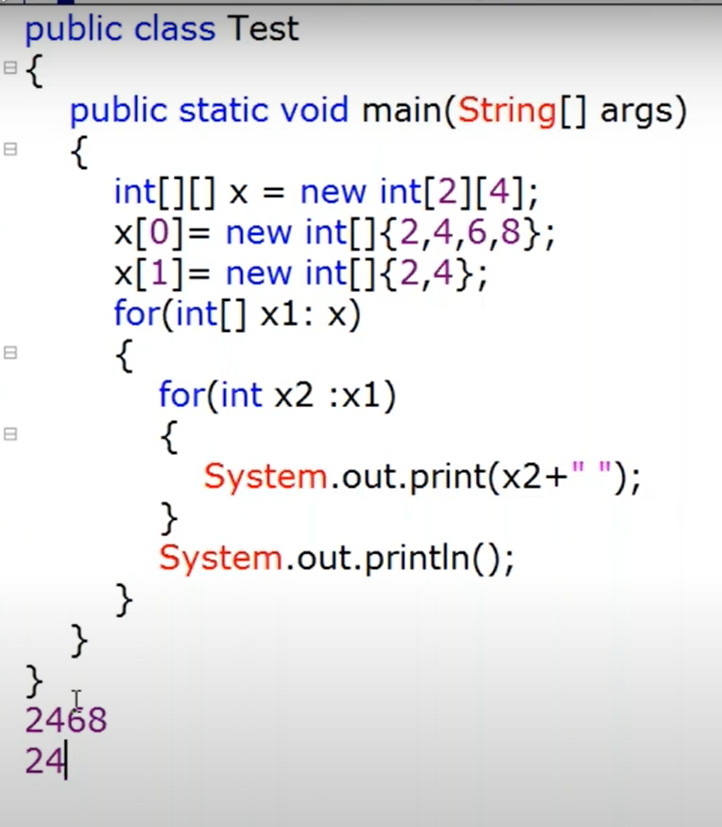 public class Test
{
public static void main(String[] args)
{
int[][] x = new int[2][4];
x[0]= new int[]{2,4,6,8};
x[1]= new int[]{2,4};
for(int[] x1: x)
{
for(int x2 :x1)
{
System.out.print(x2+" ");
}
System.out.println();
}
}
}
2468
24